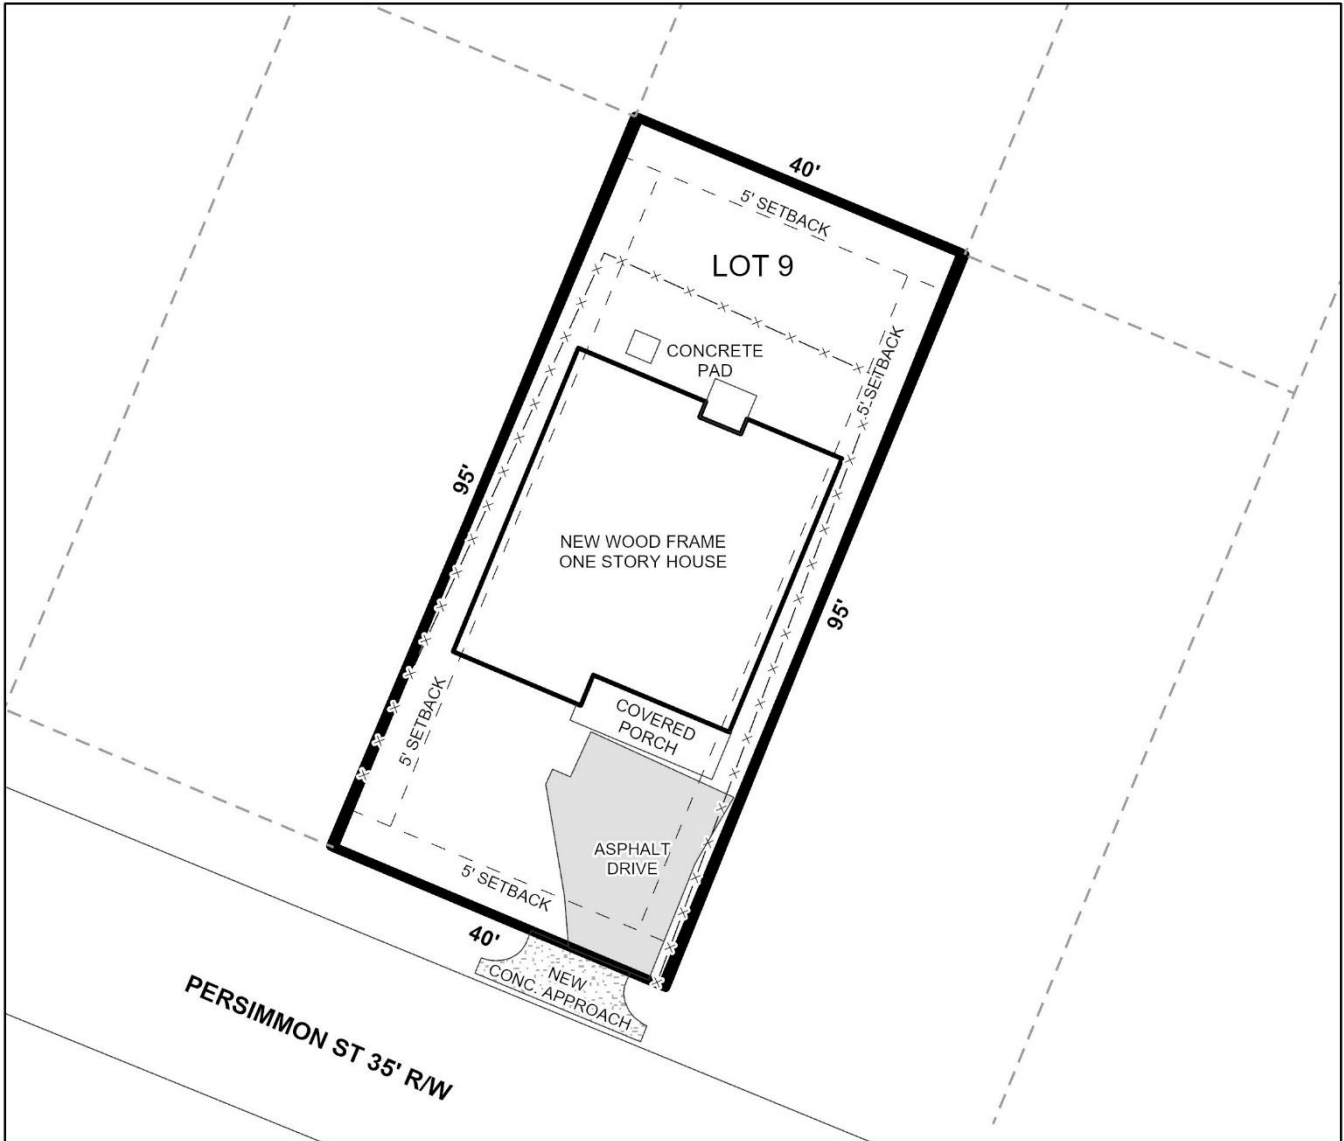 40'
5' SETBACK
LOT 9
CONCRETE
PAD
5' SETBACK
95'
NEW WOOD FRAME
ONE STORY HOUSE
95'
COVERED
PORCH
5' SETBACK
ASPHALT
DRIVE
5' SETBACK
40'
NEW
CONC. APPROACH
PERSIMMON ST 35' R/W